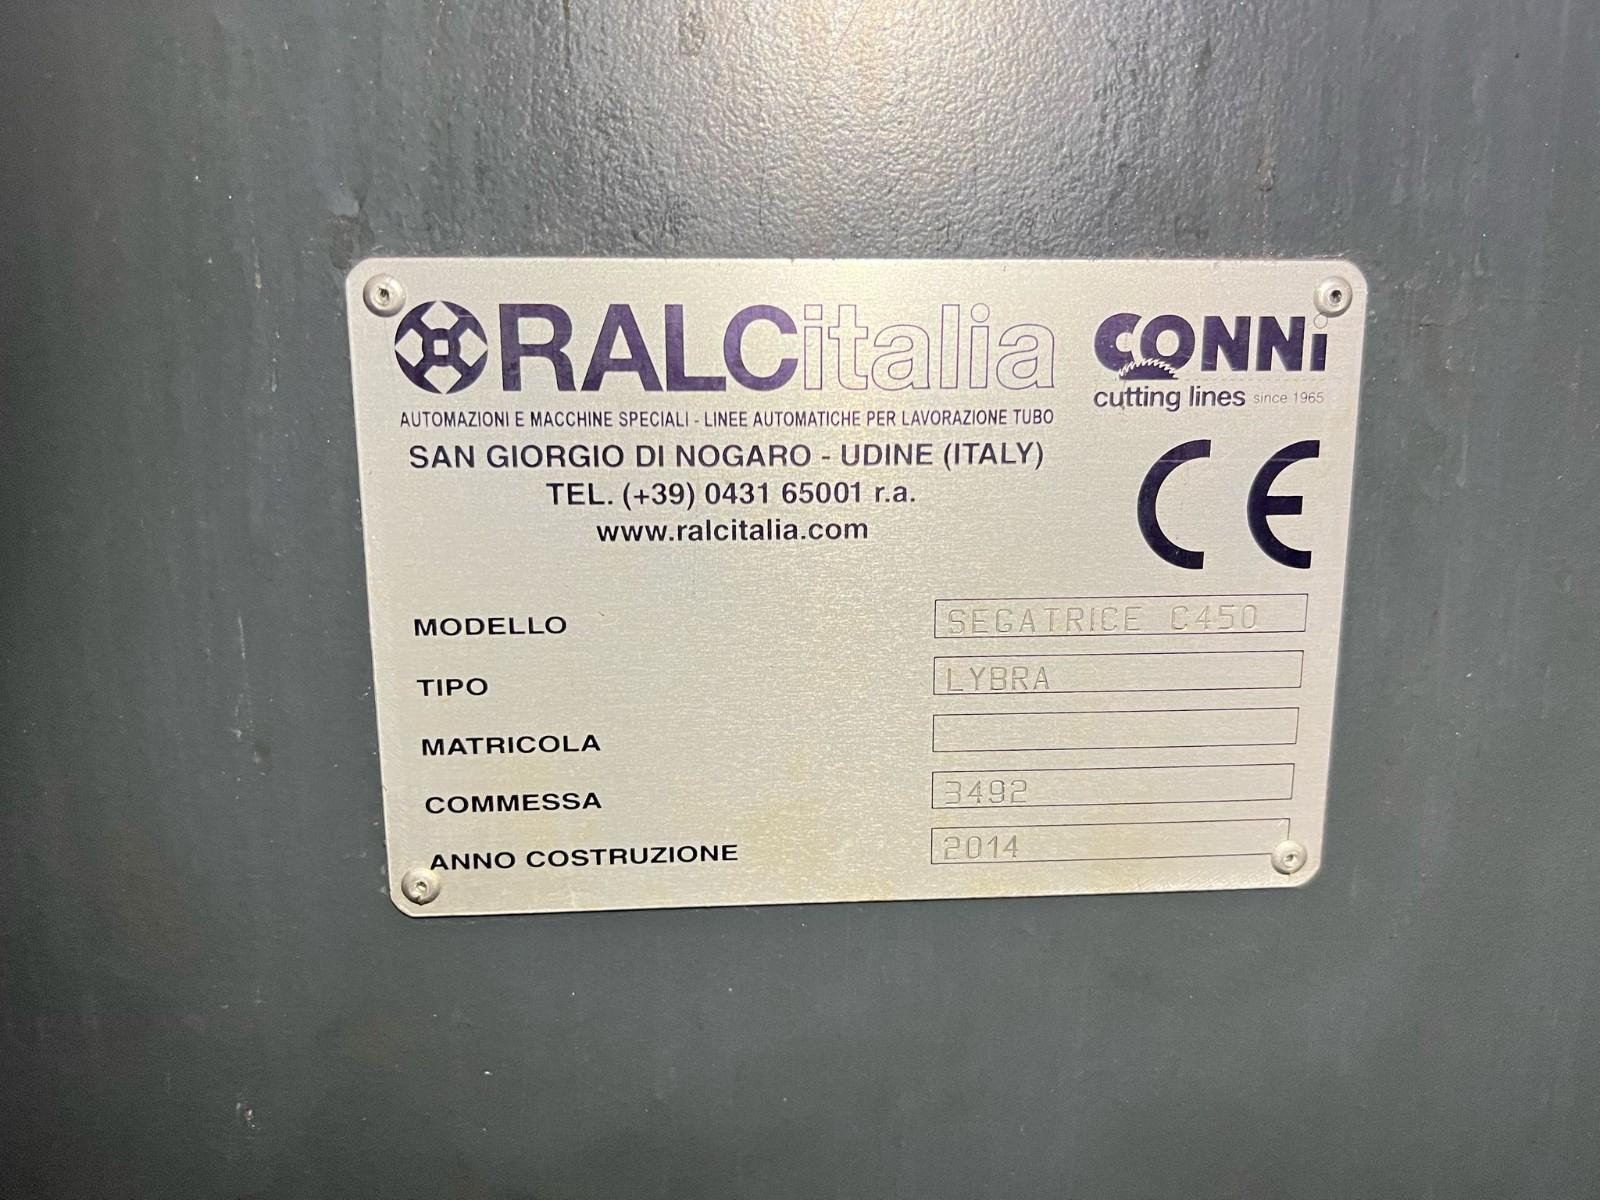 RALCitalia
AUTOMAZIONI E MACCHINE SPECIALI - LINEE AUTOMATICHE PER LAVORAZIONE TUBO
SAN GIORGIO DI NOGARO - UDINE (ITALY)
TEL. (+39) 0431 65001 r.a.
www.ralcitalia.com
CONNi
cutting lines since 1965
CE
MODELLO SEGATRICE C450
TIPO LYBRA
MATRICOLA
COMMESSA 3492
ANNO COSTRUZIONE 2014